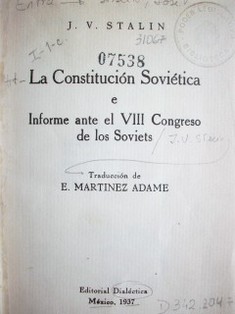 J. V. STALIN
07538
31067
La Constitución Soviética
e
Informe ante el VIII Congreso
de los Soviets
J.V Stalin
Traducción de
E. MARTINEZ ADAME
Editorial Dialéctica
México, 1937